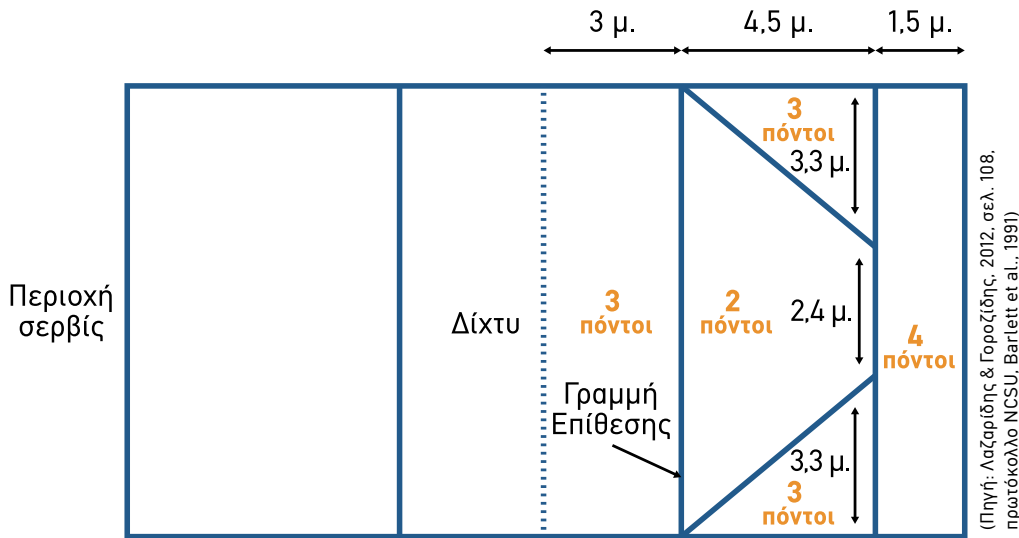 3 μ.
4,5 μ.
1,5 μ.
3
πόντοι
3,3 μ.
Περιοχή
σερβίς
Δίχτυ
3
πόντοι
2
πόντοι
2,4 μ.
4
πόντοι
Γραμμή
Επίθεσης
3,3 μ.
3
πόντοι
(Πηγή: Λαζαρίδης & Γοροζίδης, 2012, σελ. 108,
πρωτόκολλο NCSU, Barlett et al., 1991)